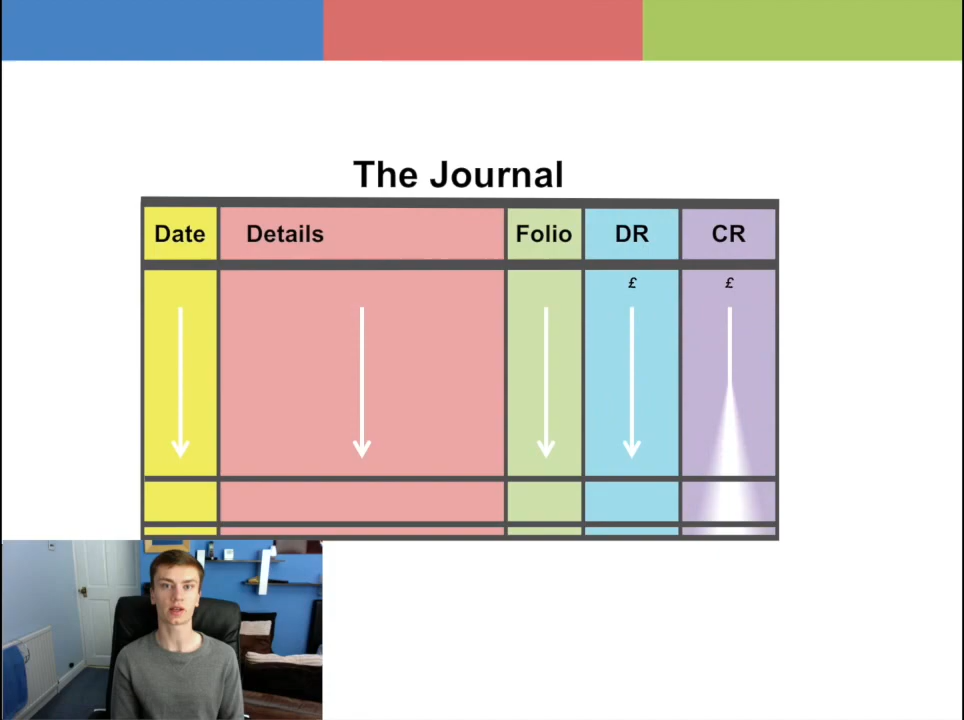 The Journal
Date Details Folio DR CR
£ £